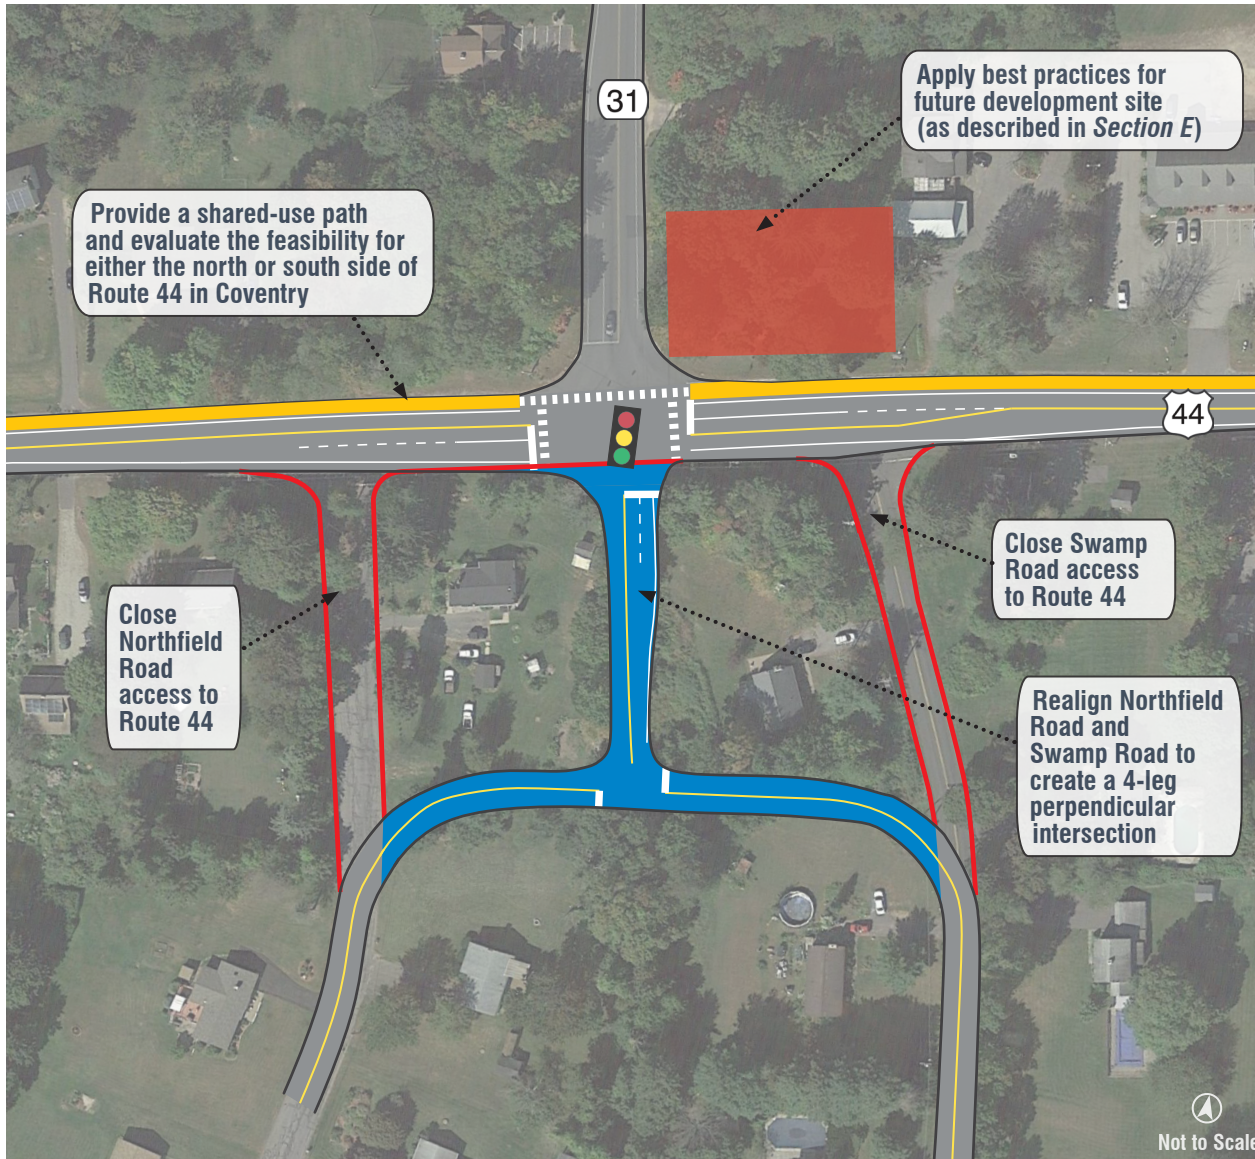 31
Apply best practices for
future development site
(as described in Section E)
Provide a shared-use path
and evaluate the feasibility for
either the north or south side of
Route 44 in Coventry
44
Close Swamp
Road access
to Route 44
Close
Northfield
Road
access to
Route 44
Realign Northfield
Road and
Swamp Road to
create a 4-leg
perpendicular
intersection
Not to Scale